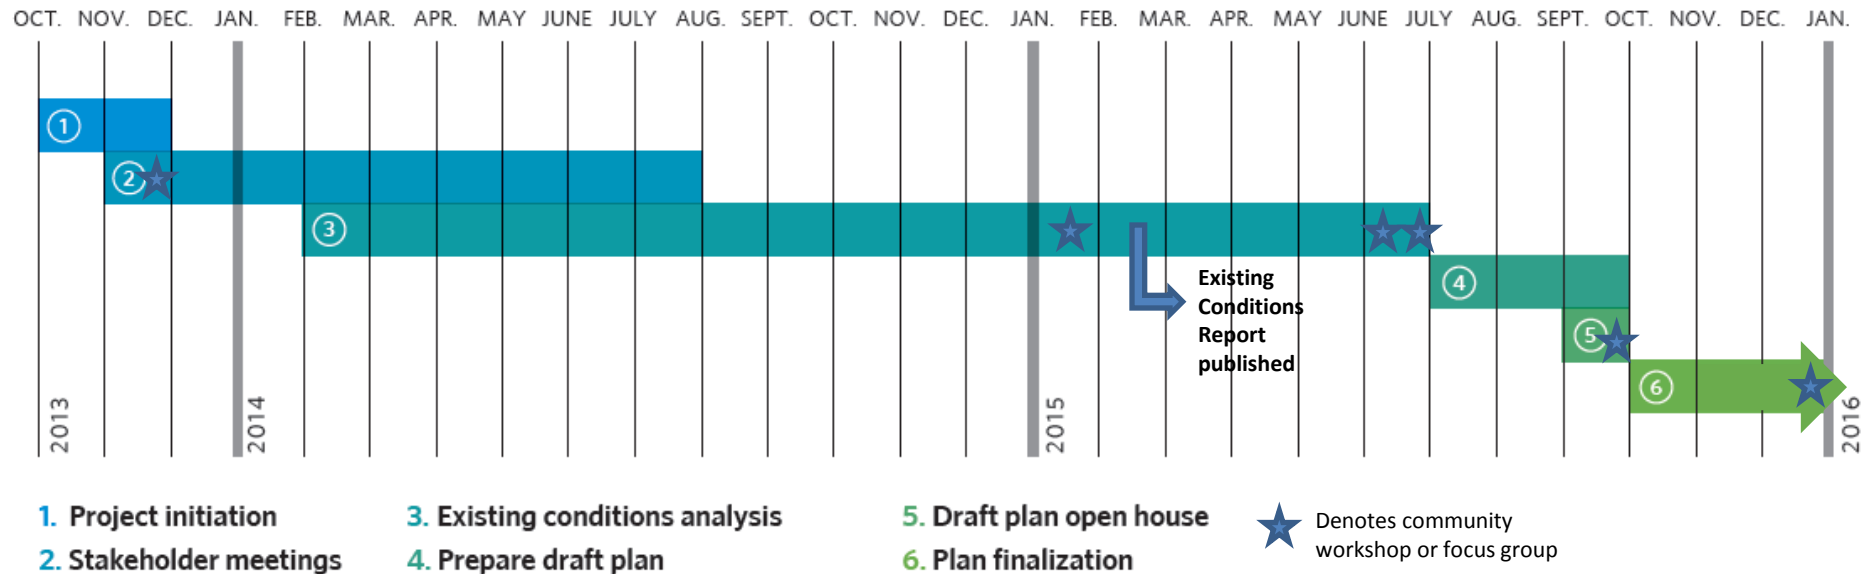 OCT. NOV. DEC. JAN. FEB. MAR. APR. MAY JUNE JULY AUG. SEPT. OCT. NOV. DEC. JAN. FEB. MAR. APR. MAY JUNE JULY AUG. SEPT. OCT. NOV. DEC. JAN.
1
2
3
4
Existing
Conditions
Report
published
5
6
2013
2014
2015
2016
1. Project initiation
2. Stakeholder meetings
3. Existing conditions analysis
4. Prepare draft plan
5. Draft plan open house
6. Plan finalization
Denotes community
workshop or focus group